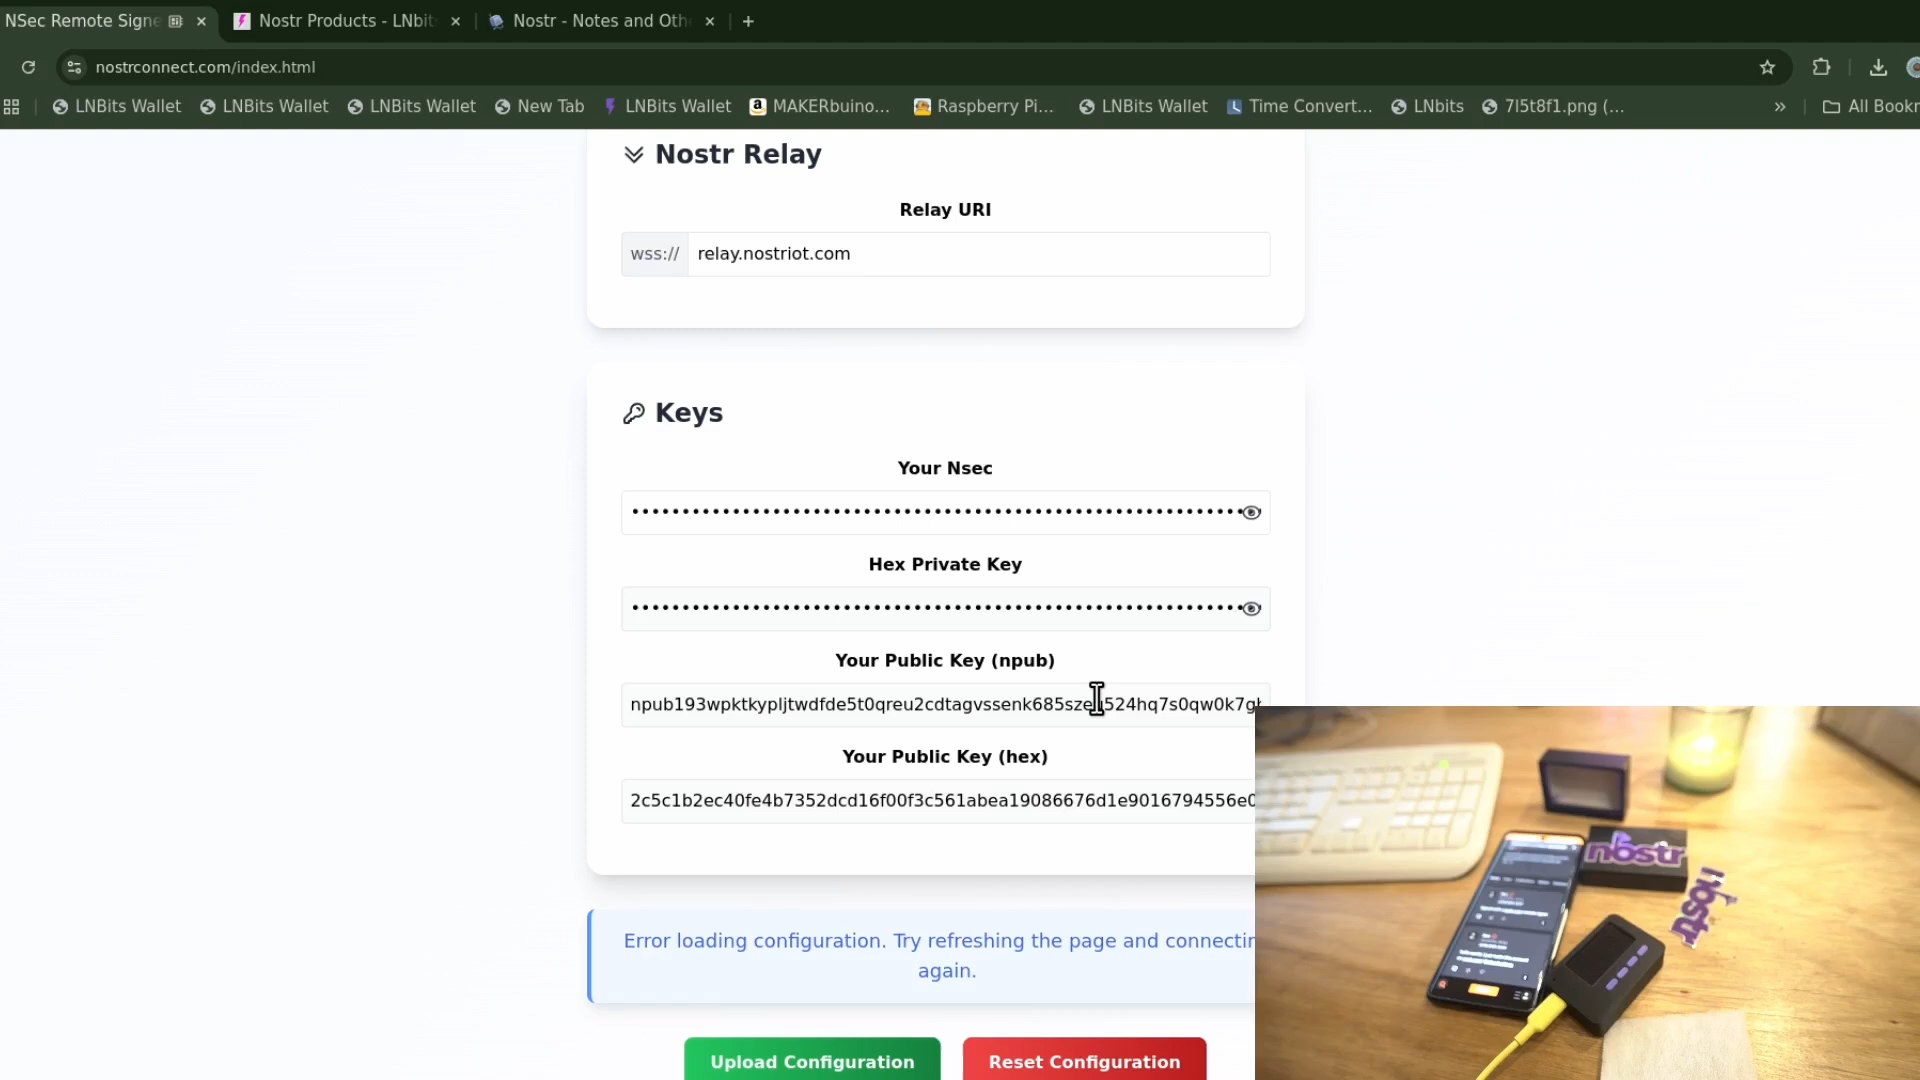 NSec Remote Signe
Nostr Products - LNbit
Nostr - Notes and Oth
nostrconnect.com/index.html
LNBits Wallet
LNBits Wallet
LNBits Wallet
New Tab
LNBits Wallet
MAKERbuino...
Raspberry Pi...
LNBits Wallet
Time Convert...
LNbits
7l5t8f1.png (...
»
All Bookr
Nostr Relay
Relay URI
wss:// relay.nostriot.com
Keys
Your Nsec
Hex Private Key
Your Public Key (npub)
Your Public Key (hex)
2c5c1b2ec40fe4b7352dcd16f00f3c561abea19086676d1e9016794556e0
Error loading configuration. Try refreshing the page and connectin
again.
Upload Configuration
Reset Configuration
nostr
nostr